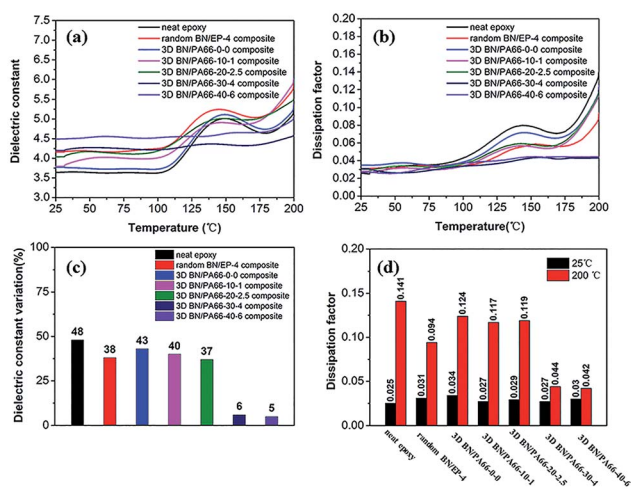 (a)
neat epoxy
random BN/EP-4 composite
3D BN/PA66-0-0 composite
3D BN/PA66-10-1 composite
3D BN/PA66-20-2.5 composite
3D BN/PA66-30-4 composite
3D BN/PA66-40-6 composite
Dielectric constant
7.5
7.0
6.5
6.0
5.5
5.0
4.5
4.0
3.5
3.0
25 50 75 100 125 150 175 200
Temperature (℃)
(b)
neat epoxy
random BN/EP-4 composite
3D BN/PA66-0-0 composite
3D BN/PA66-10-1 composite
3D BN/PA66-20-2.5 composite
3D BN/PA66-30-4 composite
3D BN/PA66-40-6 composite
Dissipation factor
0.20
0.18
0.16
0.14
0.12
0.10
0.08
0.06
0.04
0.02
0.00
25 50 75 100 125 150 175 200
Temperature(℃)
(c)
neat epoxy
random BN/EP-4 composite
3D BN/PA66-0-0 composite
3D BN/PA66-10-1 composite
3D BN/PA66-20-2.5 composite
3D BN/PA66-30-4 composite
3D BN/PA66-40-6 composite
Dielectric constant variation(%)
100
75
50
25
0
48 38 43 40 37 6 5
(d)
25℃
200 ℃
Dissipation factor
0.20
0.15
0.10
0.05
0.00
0.025 0.141 0.031 0.094 0.034 0.124 0.027 0.117 0.029 0.119 0.027 0.044 0.03 0.042
neat epoxy
random BN/EP-4
3D BN/PA66-0-0
3D BN/PA66-10-1
3D BN/PA66-20-2.5
3D BN/PA66-30-4
3D BN/PA66-40-6